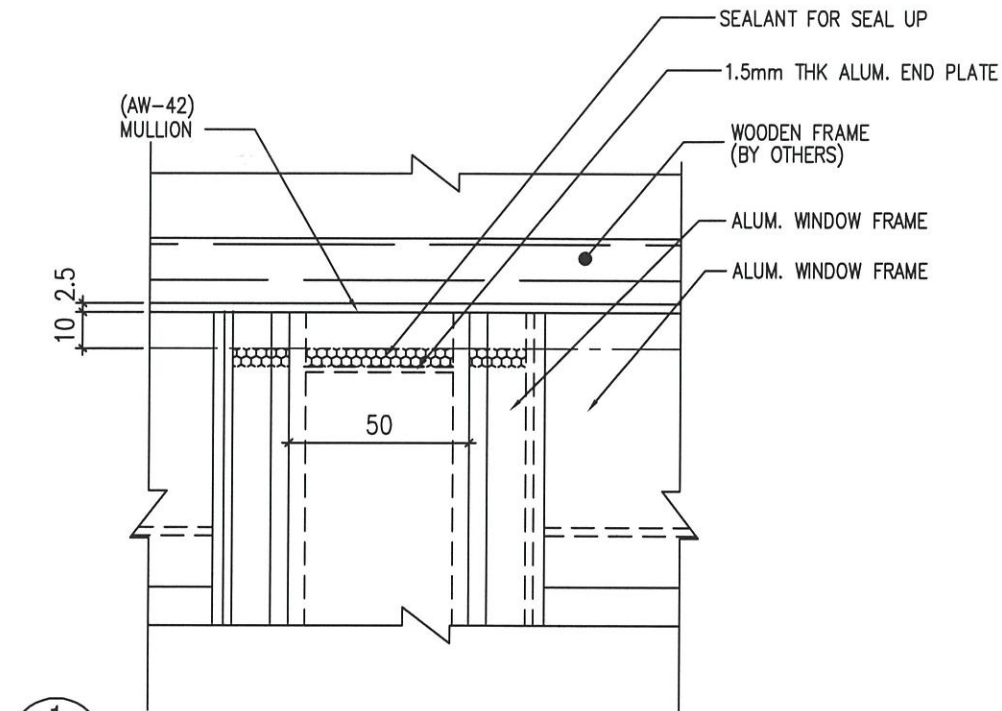 SEALANT FOR SEAL UP
1.5mm THK ALUM. END PLATE
(AW-42)
MULLION
WOODEN FRAME
(BY OTHERS)
ALUM. WINDOW FRAME
ALUM. WINDOW FRAME
2.5
10
50
1